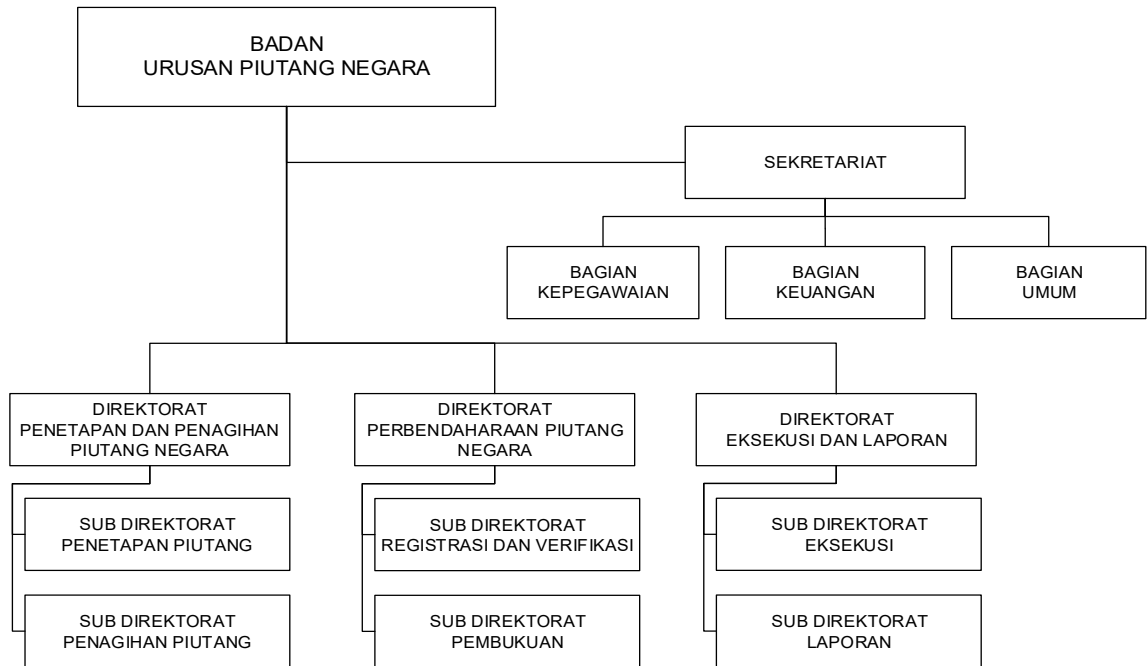 ANG NEGARA
BADAN
URUSAN PIUTANG NEGARA
SEKRETARIAT
BAGIAN
KEPEGAWAIAN
BAGIAN
KEUANGAN
BAGIAN
UMUM
DIREKTORAT
PENETAPAN DAN PENAGIHAN
PIUTANG NEGARA
DIREKTORAT
PERBENDAHARAAN PIUTANG
NEGARA
DIREKTORAT
EKSEKUSI DAN LAPORAN
SUB DIREKTORAT
PENETAPAN PIUTANG
SUB DIREKTORAT
REGISTRASI DAN VERIFIKASI
SUB DIREKTORAT
EKSEKUSI
SUB DIREKTORAT
PENAGIHAN PIUTANG
SUB DIREKTORAT
PEMBUKUAN
SUB DIREKTORAT
LAPORAN